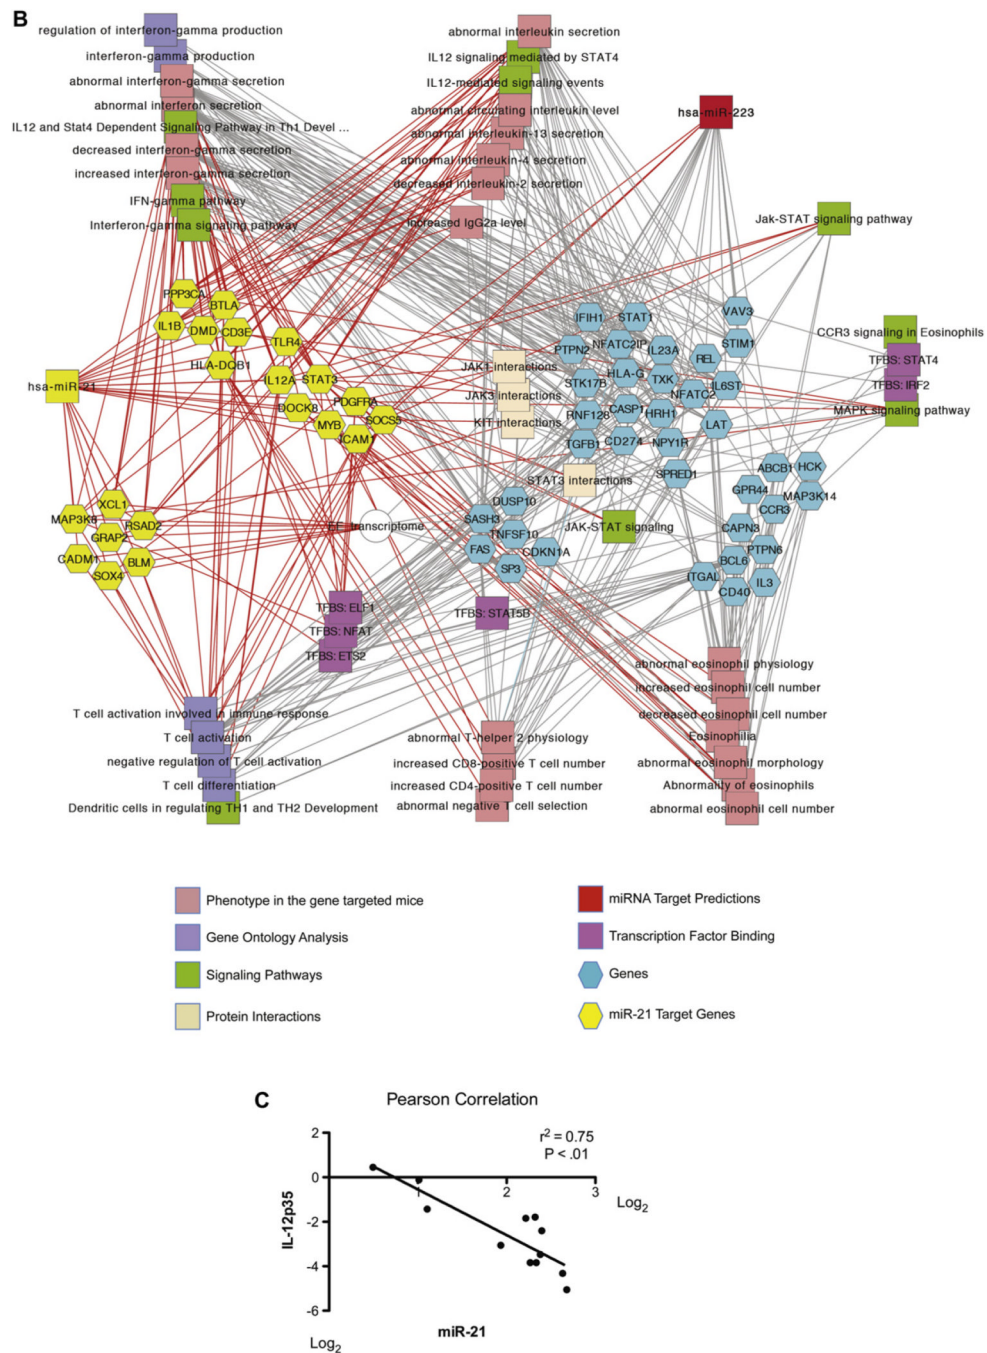 B
regulation of interferon-gamma production
interferon-gamma production
abnormal interferon-gamma secretion
abnormal interferon secretion
IL12 and Stat4 Dependent Signaling Pathway in Th1 Devel ...
decreased interferon-gamma secretion
increased interferon-gamma secretion
IFN-gamma pathway
Interferon-gamma signaling pathway
abnormal interleukin secretion
IL12 signaling mediated by STAT4
IL12-mediated signaling events
abnormal circulating interleukin level
abnormal interleukin-13 secretion
abnormal interleukin-4 secretion
decreased interleukin-2 secretion
increased IgG2a level
hsa-miR-223
Jak-STAT signaling pathway
CCR3 signaling in Eosinophils
TFBS: STAT4
TFBS: IRF2
MAPK signaling pathway
PPP3CA
BTLA
IL1B
DMD
CD3E
HLA-DQB1
TLR4
IL12A
STAT3
DOCK8
PDGFRA
MYB
SOCS5
ICAM1
hsa-miR-21
XCL1
MAP3K8
RSAD2
GRAP2
CADM1
BLM
SOX4
JAK1 interactions
JAK3 interactions
KIT interactions
STAT3 interactions
IFIH1
STAT1
VAV3
PTPN2
NFATC2IP
IL23A
STIM1
REL
STK17B
HLA-G
TXK
NFATC2
IL6ST
RNF128
CASP1
HRH1
LAT
TGFB1
CD274
NPY1R
SPRED1
ABCB1
HCK
GPR44
MAP3K14
CCR3
CAPN3
PTPN6
BCL6
ITGAL
IL3
CD40
EE_transcriptome
DUSP10
SASH3
TNFSF10
FAS
CDKN1A
SP3
JAK-STAT signaling
TFBS: ELF1
TFBS: NFAT
TFBS: ETS2
TFBS: STAT5B
T cell activation involved in immune response
T cell activation
negative regulation of T cell activation
T cell differentiation
Dendritic cells in regulating TH1 and TH2 Development
abnormal T-helper 2 physiology
increased CD8-positive T cell number
increased CD4-positive T cell number
abnormal negative T cell selection
abnormal eosinophil physiology
increased eosinophil cell number
decreased eosinophil cell number
Eosinophilia
abnormal eosinophil morphology
Abnormality of eosinophils
abnormal eosinophil cell number
Phenotype in the gene targeted mice
Gene Ontology Analysis
Signaling Pathways
Protein Interactions
miRNA Target Predictions
Transcription Factor Binding
Genes
miR-21 Target Genes
C
Pearson Correlation
r² = 0.75
P < .01
2
0
-2
-4
-6
1
2
3
Log₂
IL-12p35
miR-21
Log₂